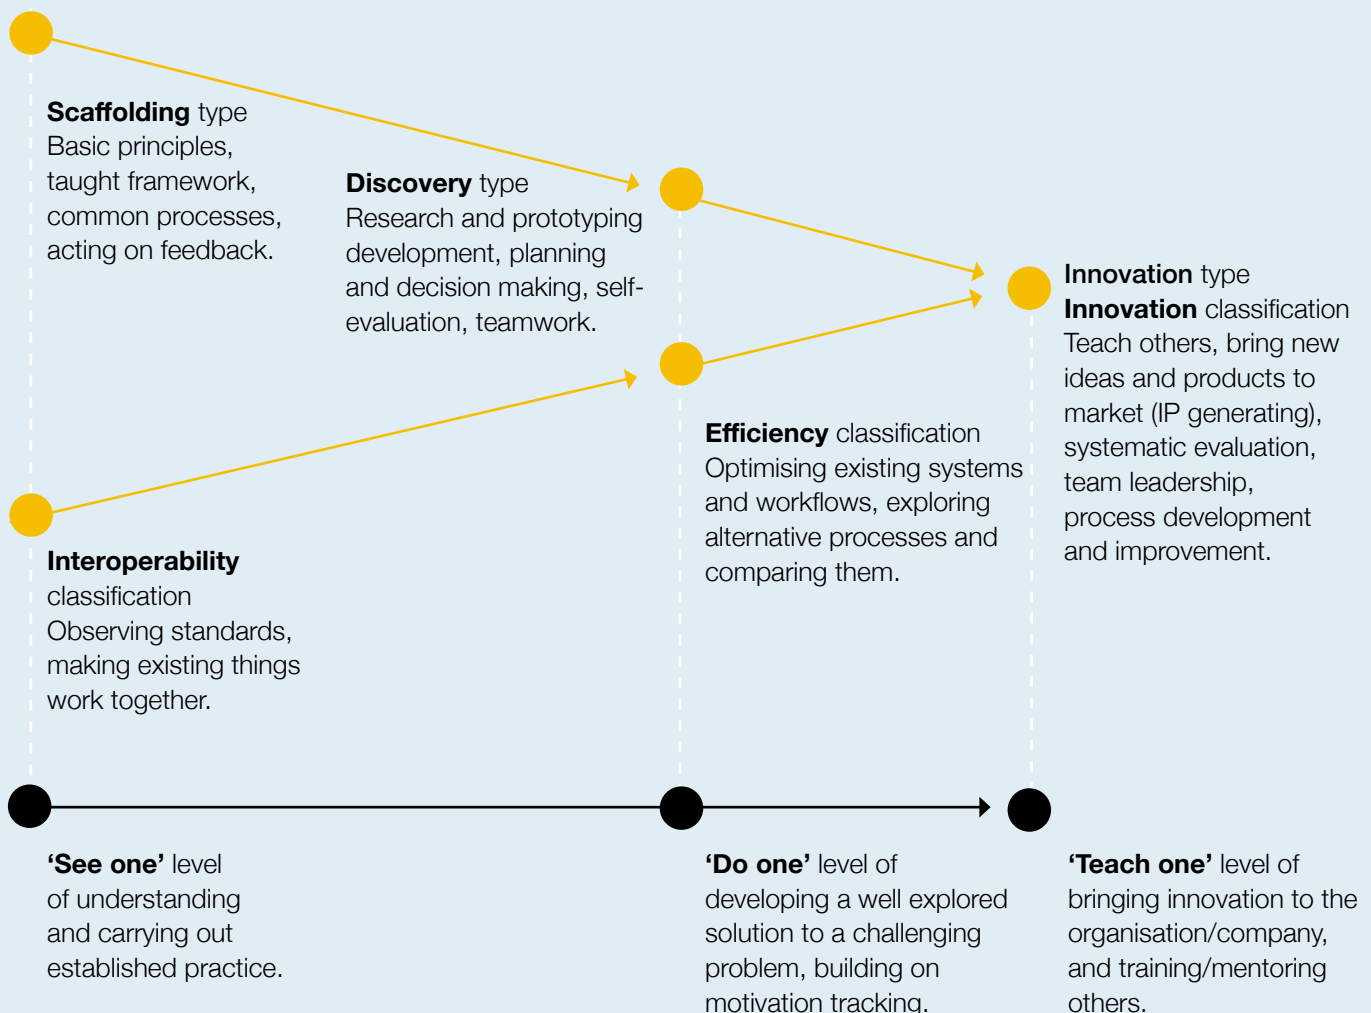 Scaffolding type
Basic principles,
taught framework,
common processes,
acting on feedback.
Discovery type
Research and prototyping
development, planning
and decision making, self-
evaluation, teamwork.
Innovation type
Innovation classification
Teach others, bring new
ideas and products to
market (IP generating),
systematic evaluation,
team leadership,
process development
and improvement.
Efficiency classification
Optimising existing systems
and workflows, exploring
alternative processes and
comparing them.
Interoperability
classification
Observing standards,
making existing things
work together.
‘See one’ level
of understanding
and carrying out
established practice.
‘Do one’ level of
developing a well explored
solution to a challenging
problem, building on
motivation tracking.
‘Teach one’ level of
bringing innovation to the
organisation/company,
and training/mentoring
others.